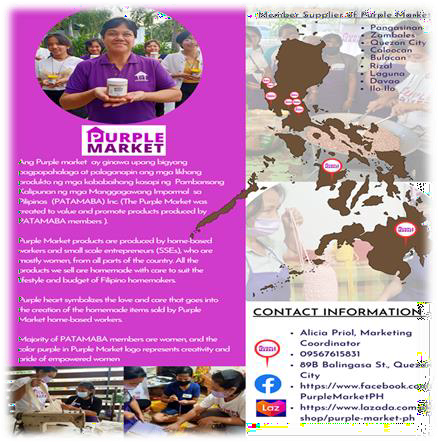 PURPLE
MARKET
Ang Purple market ay ginawa upang bigyang
pagpapahalaga at palaganapin ang mga likhang
produkto ng mga kababaihang kasapi ng Pambansang
Kalipunan ng mga Manggagawang Impormal sa
Pilipinas (PATAMABA) Inc (The Purple Market was
created to value and promote products produced by
PATAMABA members ).
Purple Market products are produced by home-based
workers and small scale entrepreneurs (SSEs), who are
mostly women, from all parts of the country. All the
products we sell are homemade with care to suit the
lifestyle and budget of Filipino homemakers.
Purple heart symbolizes the love and care that goes into
the creation of the homemade items sold by Purple
Market home-based workers.
Majority of PATAMABA members are women, and the
color purple in Purple Market logo represents creativity and
pride of empowered women
Member Supplier of Purple Marke
Pangasinan
Zambales
Quezon City
Caloocan
Bulacan
Rizal
Laguna
Davao
Ilo-Ilo
CONTACT INFORMATION
Alicia Priol, Marketing
Coordinator
09567615831
89B Balingasa St., Quezon
City
https://www.facebook.co
PurpleMarketPH
https://www.lazada.com
shop/purple-market-ph
Laz